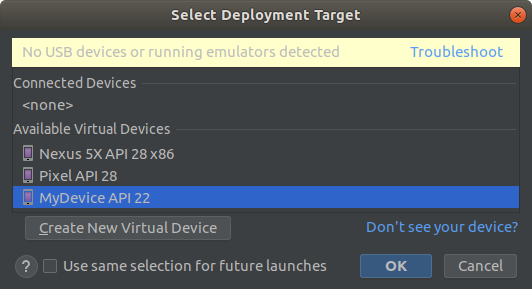 Select Deployment Target
No USB devices or running emulators detected Troubleshoot
Connected Devices
<none>
Available Virtual Devices
Nexus 5X API 28 x86
Pixel API 28
MyDevice API 22
Create New Virtual Device Don't see your device?
? Use same selection for future launches OK Cancel